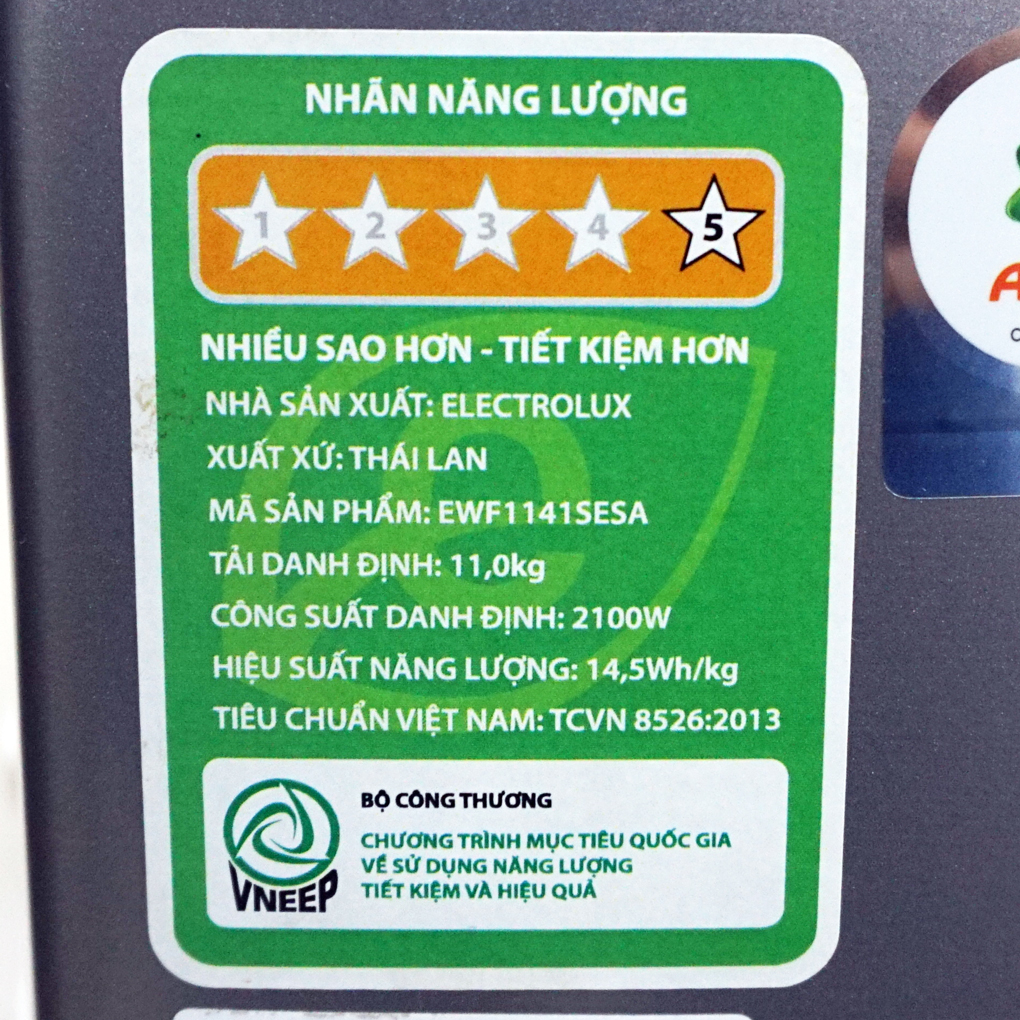 NHÃN NĂNG LƯỢNG
1 2 3 4 5
NHIỀU SAO HƠN - TIẾT KIỆM HƠN
NHÀ SẢN XUẤT: ELECTROLUX
XUẤT XỨ: THÁI LAN
MÃ SẢN PHẨM: EWF1141SESA
TẢI DANH ĐỊNH: 11,0kg
CÔNG SUẤT DANH ĐỊNH: 2100W
HIỆU SUẤT NĂNG LƯỢNG: 14,5Wh/kg
TIÊU CHUẨN VIỆT NAM: TCVN 8526:2013
BỘ CÔNG THƯƠNG
CHƯƠNG TRÌNH MỤC TIÊU QUỐC GIA
VỀ SỬ DỤNG NĂNG LƯỢNG
TIẾT KIỆM VÀ HIỆU QUẢ
VNEEP